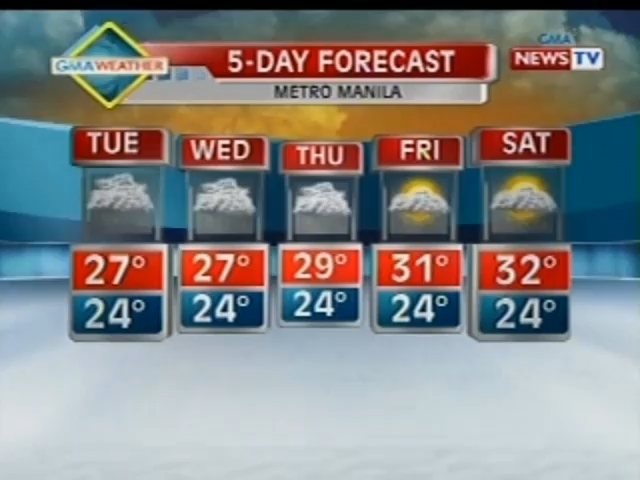 GMA WEATHER
5-DAY FORECAST
METRO MANILA
GMA
NEWS TV
TUE WED THU FRI SAT
27° 27° 29° 31° 32°
24° 24° 24° 24° 24°